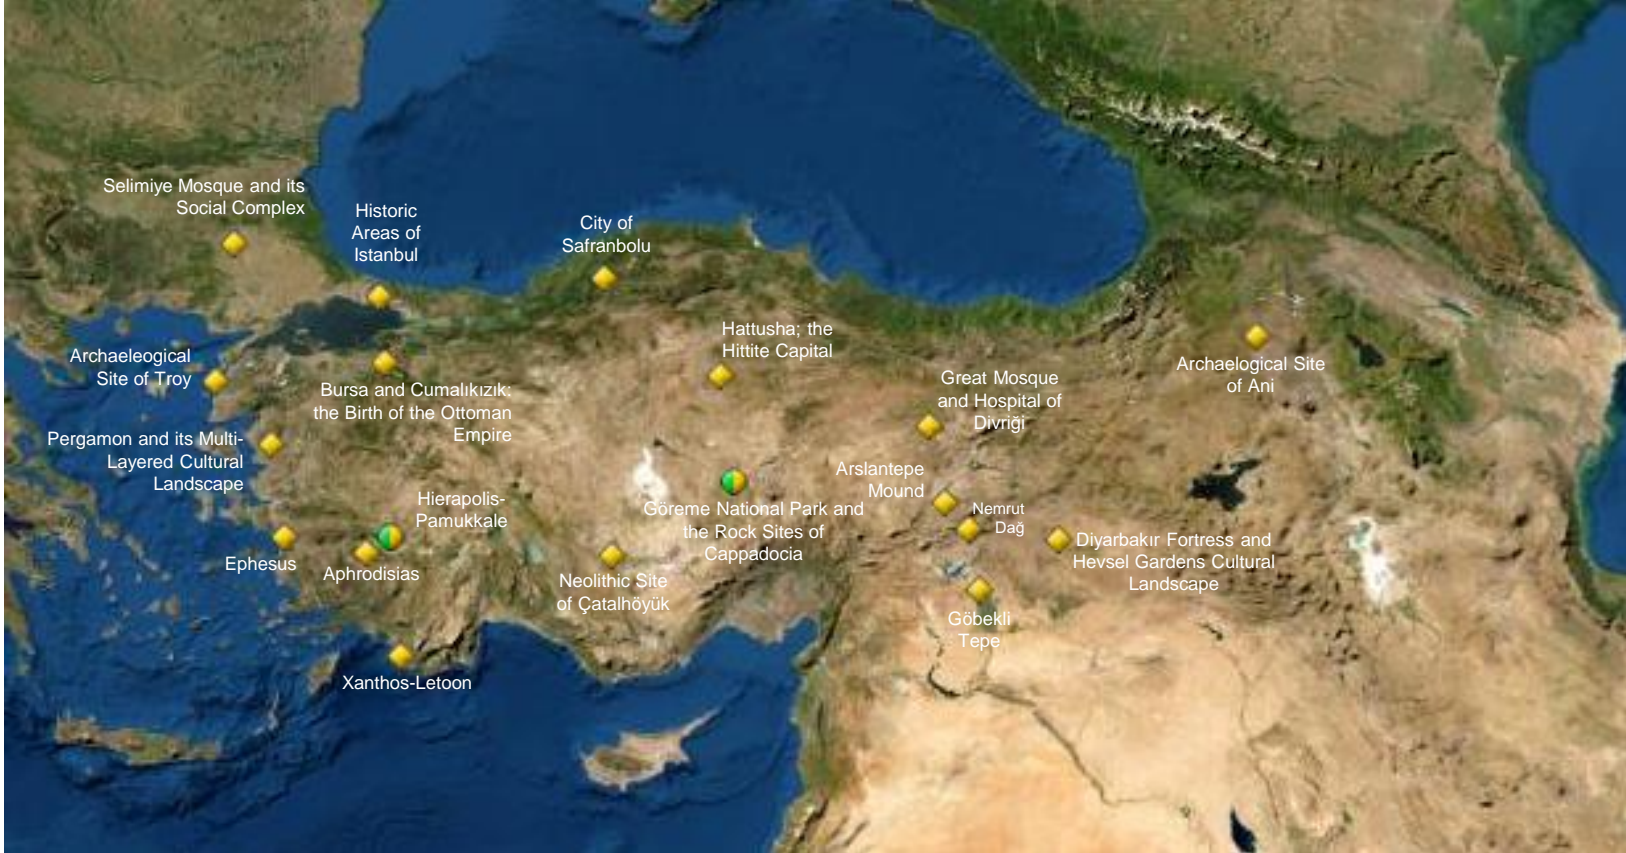 Selimiye Mosque and its
Social Complex
Historic
Areas of
Istanbul
City of
Safranbolu
Archaeleogical
Site of Troy
Bursa and Cumalıkızık:
the Birth of the Ottoman
Empire
Hattusha; the
Hittite Capital
Great Mosque
and Hospital of
Divriği
Archaelogical Site
of Ani
Pergamon and its Multi-
Layered Cultural
Landscape
Hierapolis-
Pamukkale
Göreme National Park and
the Rock Sites of
Cappadocia
Arslantepe
Mound
Nemrut
Dağ
Diyarbakır Fortress and
Hevsel Gardens Cultural
Landscape
Ephesus
Aphrodisias
Neolithic Site
of Çatalhöyük
Göbekli
Tepe
Xanthos-Letoon